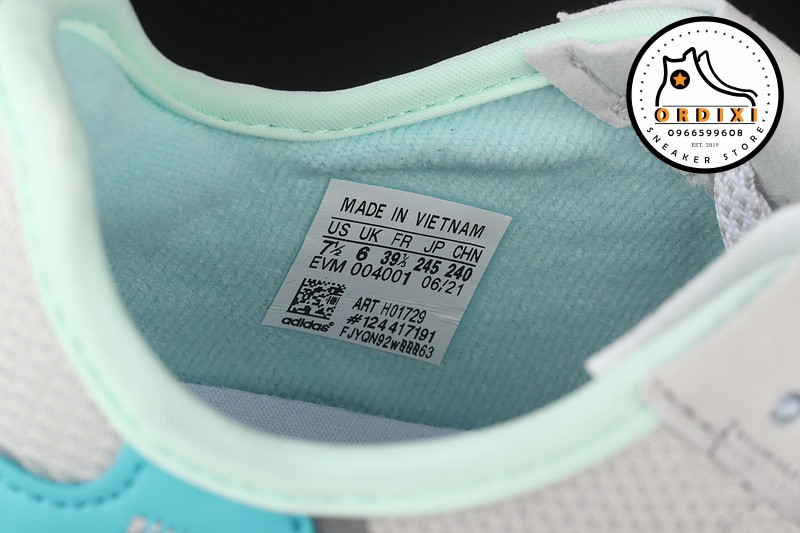 ORDIXI
0966599608
EST. 2019
SNEAKER STORE
MADE IN VIETNAM
US UK FR JP CHN
7½ 6 39⅓ 245 240
EVM 004001 06/21
ART H01729
#124417191
adidas®